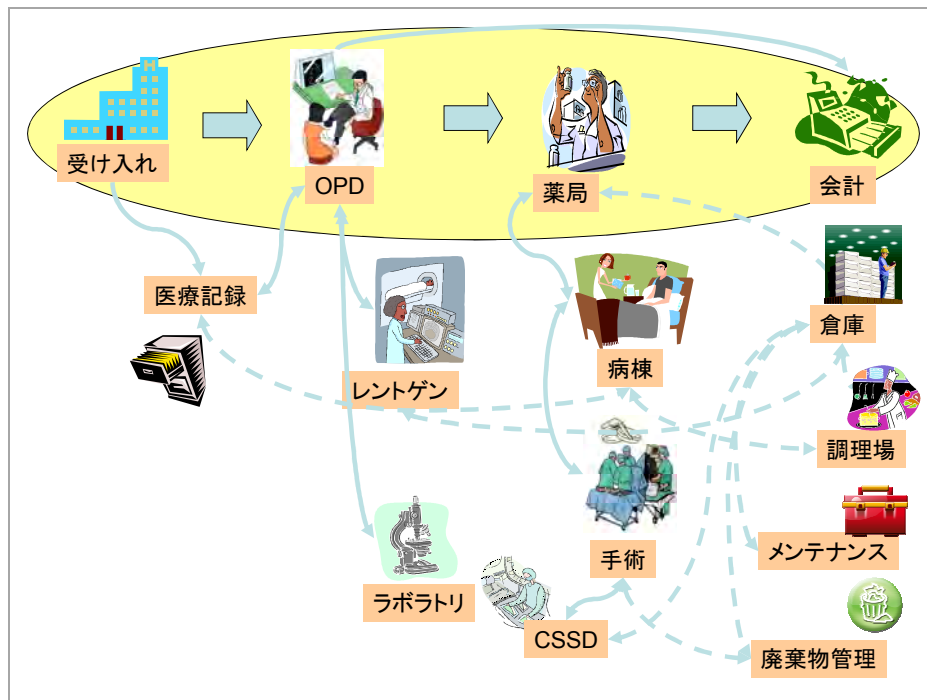 H
受け入れ
OPD
薬局
会計
医療記録
レントゲン
病棟
倉庫
調理場
手術
メンテナンス
ラボラトリ
CSSD
廃棄物管理